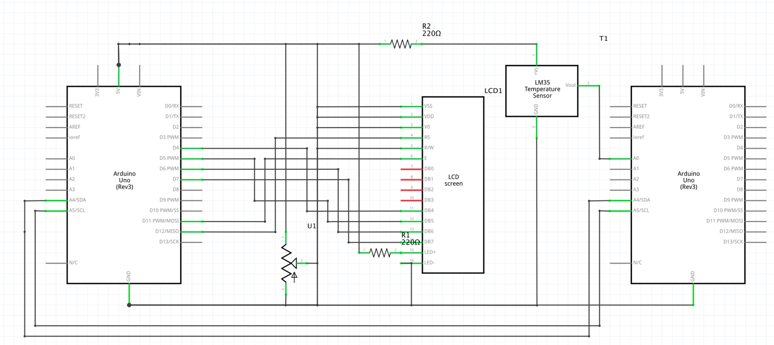 R2
220Ω
T1
3V3
5V
VIN
LM35
Temperature
Sensor
+Vs
Vout
GND
LCD1
3V3
5V
VIN
RESET
RESET2
AREF
ioref
A0
A1
A2
A3
A4/SDA
A5/SCL
N/C
D0/RX
D1/TX
D2
D3 PWM
D4
D5 PWM
D6 PWM
D7
D8
D9 PWM
D10 PWM/SS
D11 PWM/MOSI
D12/MISO
D13/SCK
Arduino
Uno
(Rev3)
GND
U1
R1
220Ω
VSS
VDD
V0
RS
R/W
E
DB0
DB1
DB2
DB3
DB4
DB5
DB6
DB7
LED+
LED-
LCD
screen
RESET
RESET2
AREF
ioref
A0
A1
A2
A3
A4/SDA
A5/SCL
N/C
D0/RX
D1/TX
D2
D3 PWM
D4
D5 PWM
D6 PWM
D7
D8
D9 PWM
D10 PWM/SS
D11 PWM/MOSI
D12/MISO
D13/SCK
Arduino
Uno
(Rev3)
GND